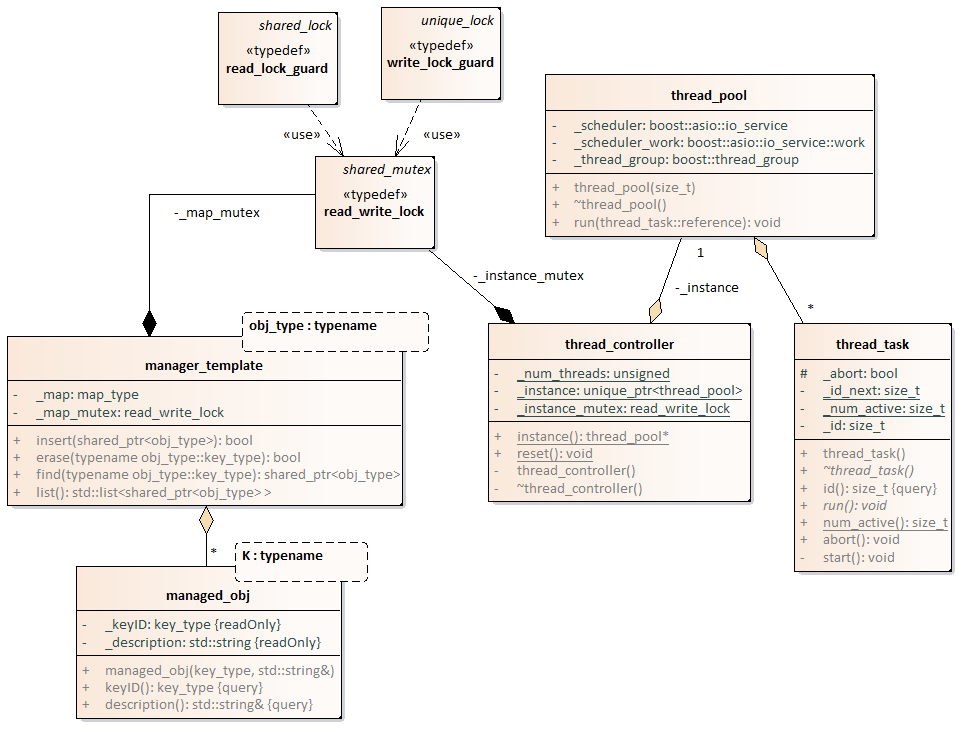 shared_lock
«typedef»
read_lock_guard
unique_lock
«typedef»
write_lock_guard
«use»
«use»
shared_mutex
«typedef»
read_write_lock
-_map_mutex
-_instance_mutex
thread_pool
- _scheduler: boost::asio::io_service
- _scheduler_work: boost::asio::io_service::work
- _thread_group: boost::thread_group
+ thread_pool(size_t)
+ ~thread_pool()
+ run(thread_task::reference): void
1
-_instance
*
obj_type : typename
manager_template
- _map: map_type
- _map_mutex: read_write_lock
+ insert(shared_ptr<obj_type>): bool
+ erase(typename obj_type::key_type): bool
+ find(typename obj_type::key_type): shared_ptr<obj_type>
+ list(): std::list<shared_ptr<obj_type> >
thread_controller
- _num_threads: unsigned
- _instance: unique_ptr<thread_pool>
- _instance_mutex: read_write_lock
+ instance(): thread_pool*
+ reset(): void
- thread_controller()
- ~thread_controller()
thread_task
# _abort: bool
- _id_next: size_t
- _num_active: size_t
- _id: size_t
+ thread_task()
+ ~thread_task()
+ id(): size_t {query}
+ run(): void
+ num_active(): size_t
+ abort(): void
- start(): void
*
K : typename
managed_obj
- _keyID: key_type {readOnly}
- _description: std::string {readOnly}
+ managed_obj(key_type, std::string&)
+ keyID(): key_type {query}
+ description(): std::string& {query}